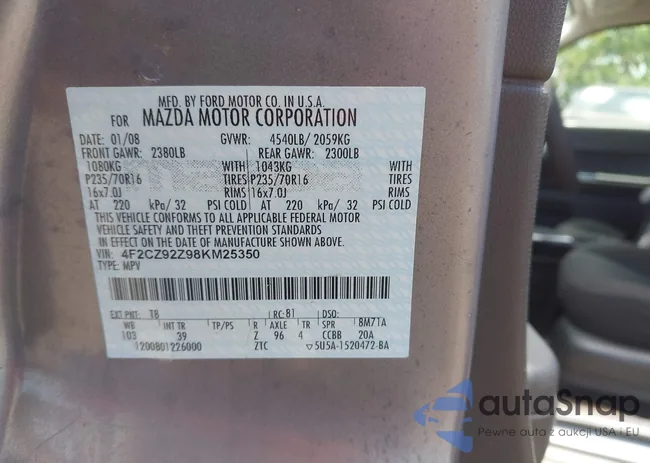 MFD. BY FORD MOTOR CO. IN U.S.A.
FOR MAZDA MOTOR CORPORATION
DATE: 01/08 GVWR: 4540LB/ 2059KG
FRONT GAWR: 2380LB REAR GAWR: 2300LB
1080KG WITH 1043KG WITH
P235/70R16 TIRES P235/70R16 TIRES
16x7.0J RIMS 16x7.0J RIMS
AT 220 kPa/ 32 PSI COLD AT 220 kPa/ 32 PSI COLD
THIS VEHICLE CONFORMS TO ALL APPLICABLE FEDERAL MOTOR
VEHICLE SAFETY AND THEFT PREVENTION STANDARDS
IN EFFECT ON THE DATE OF MANUFACTURE SHOWN ABOVE.
VIN: 4F2CZ92Z98KM25350
TYPE: MPV
EXT PNT: T8 RC: 81 DSO:
WB INT TR TP/PS R AXLE TR SPR 8M71A
103 39 Z 96 4 CCBB 20A
1200801226000 ZTC ▽5U5A-1520472-BA
autoSnap
Pewne auto z aukcji USA i EU